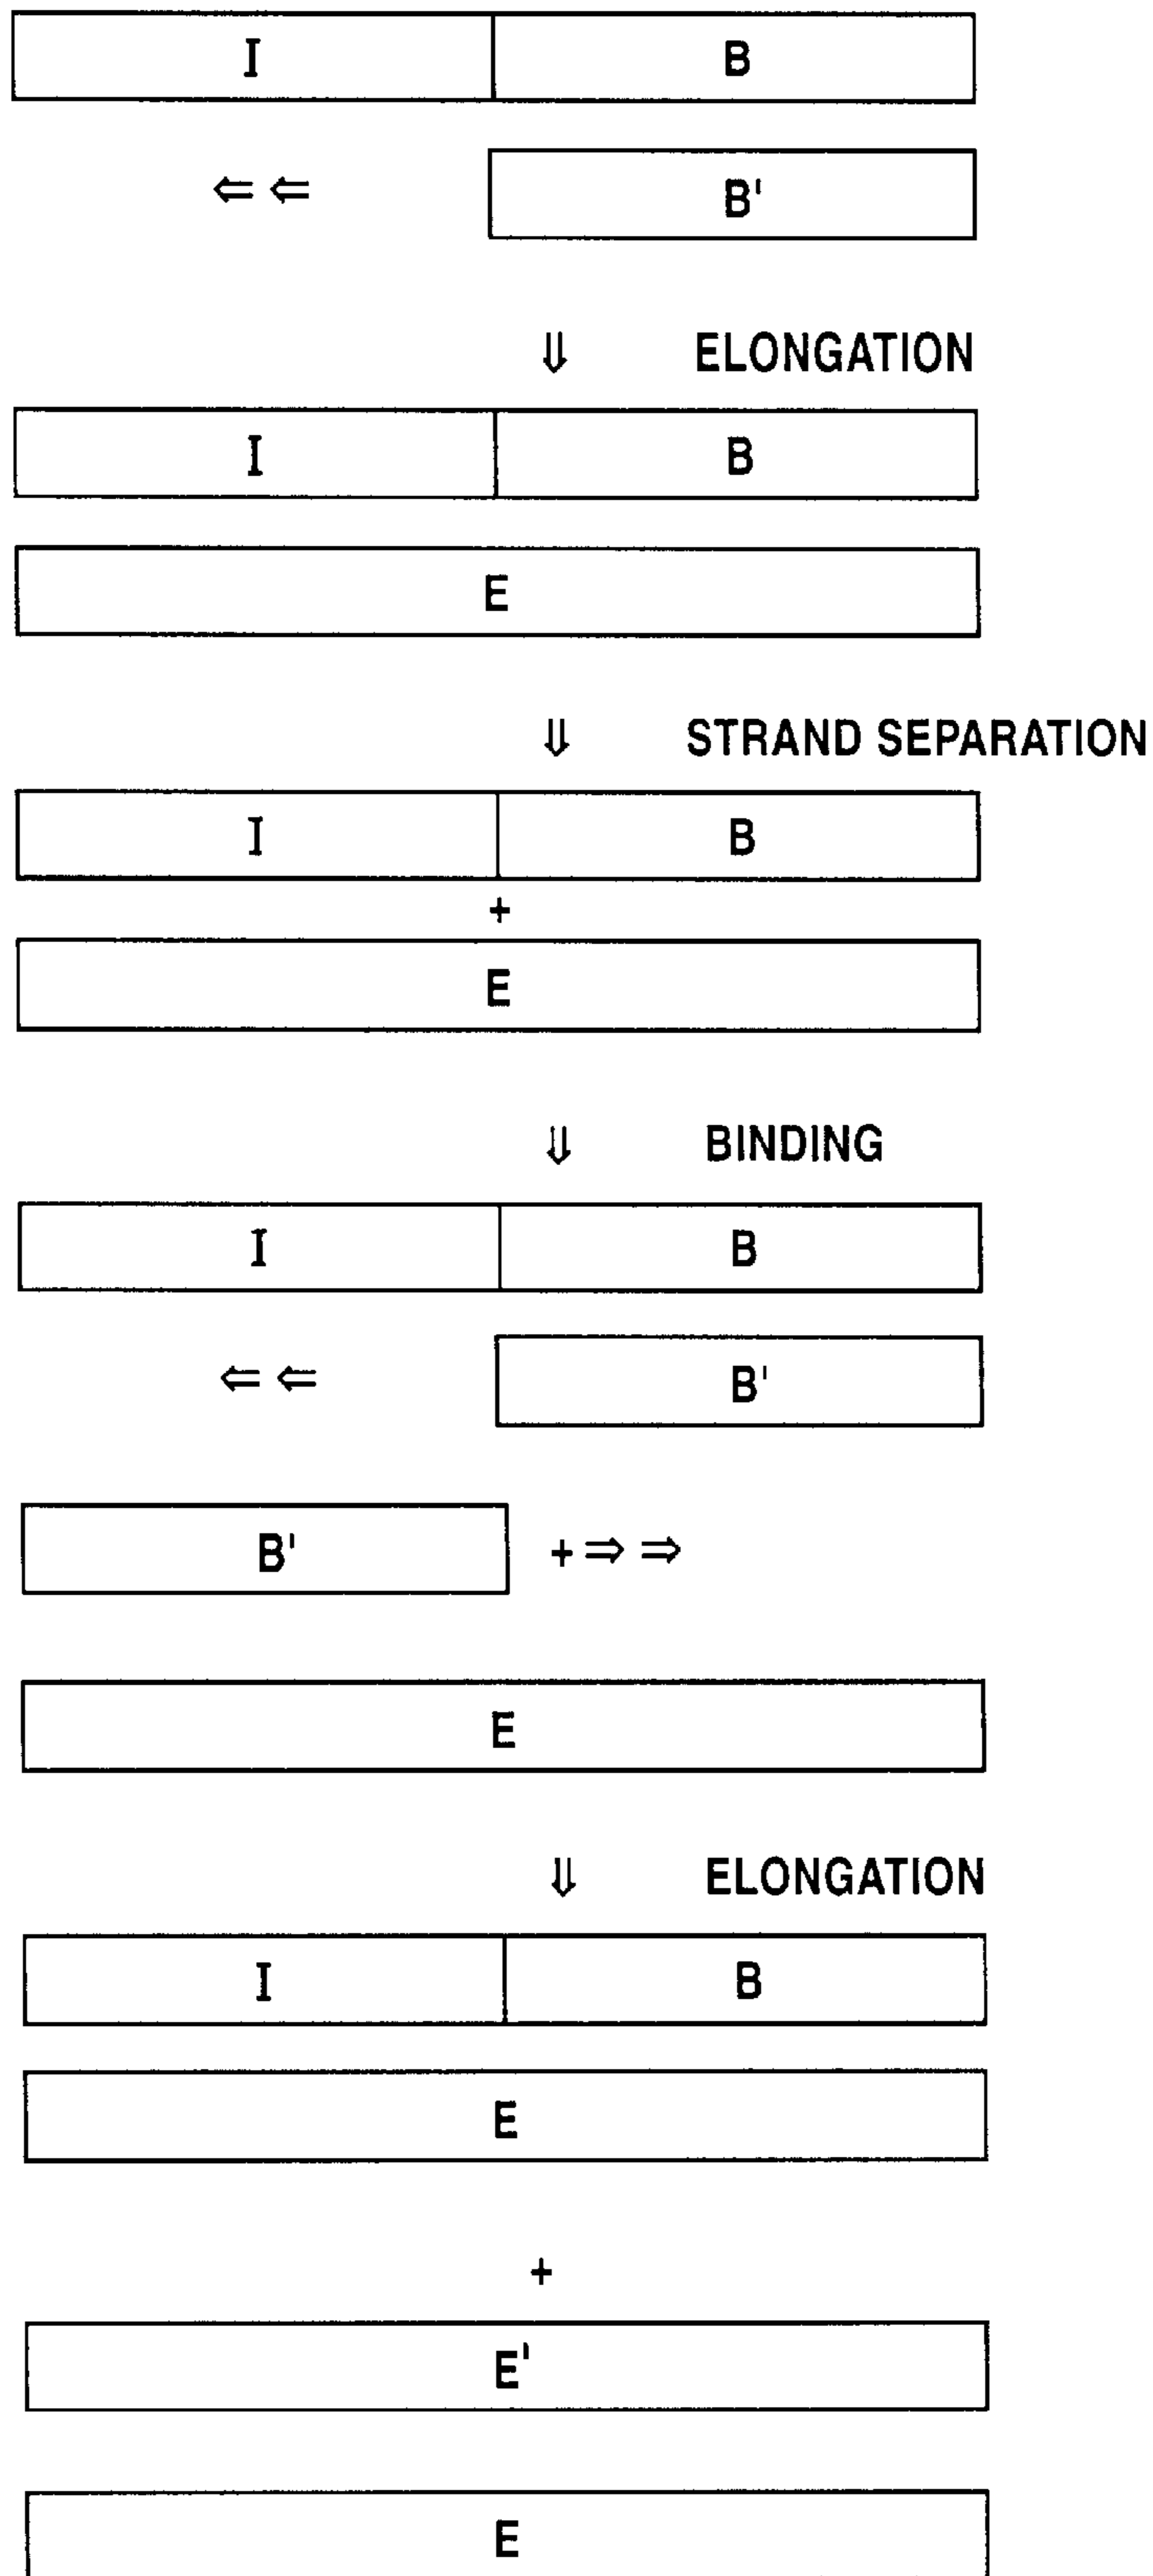 I B
⇐ ⇐ B'
⇓ ELONGATION
I B
E
⇓ STRAND SEPARATION
I B
+
E
⇓ BINDING
I B
⇐ ⇐ B'
B' + ⇒ ⇒
E
⇓ ELONGATION
I B
E
+
E'
E